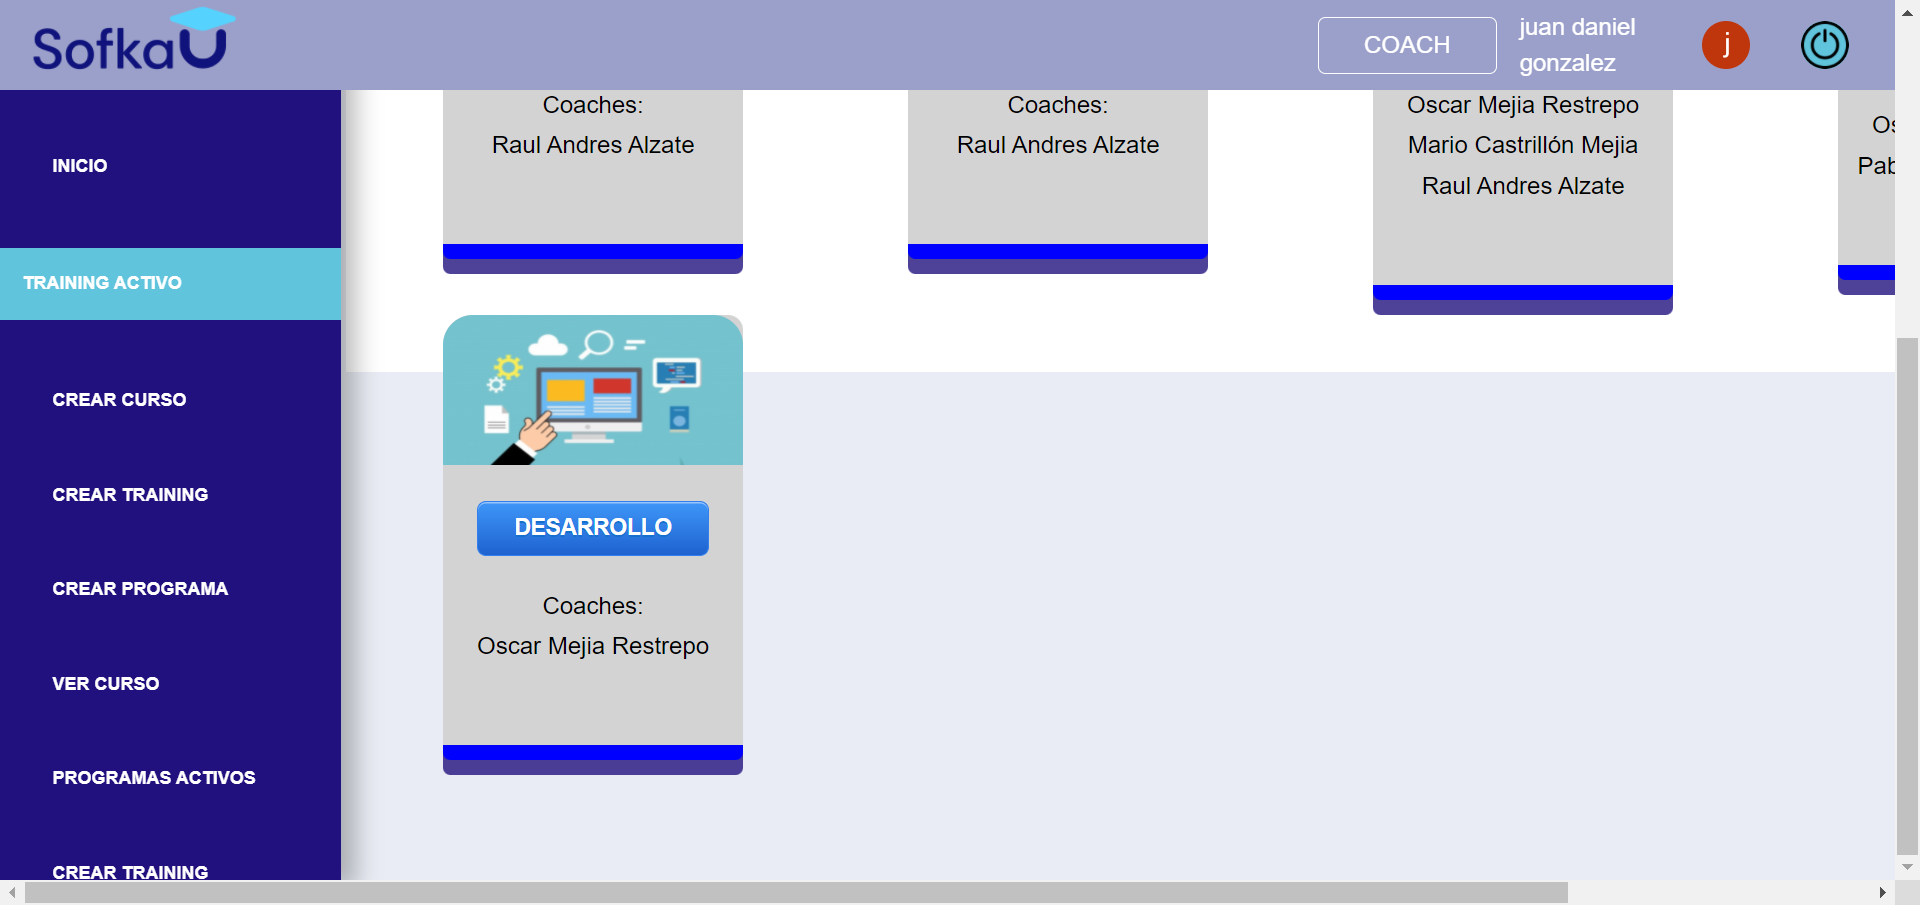 SofkaU
COACH
juan daniel
gonzalez
j
INICIO
TRAINING ACTIVO
CREAR CURSO
CREAR TRAINING
CREAR PROGRAMA
VER CURSO
PROGRAMAS ACTIVOS
CREAR TRAINING
Coaches:
Raul Andres Alzate
Coaches:
Raul Andres Alzate
Oscar Mejia Restrepo
Mario Castrillón Mejia
Raul Andres Alzate
Os
Pab
DESARROLLO
Coaches:
Oscar Mejia Restrepo